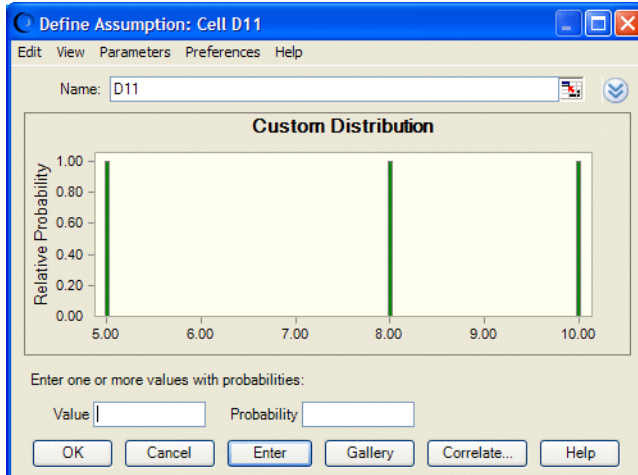 Define Assumption: Cell D11
Edit View Parameters Preferences Help
Name: D11
Custom Distribution
Relative Probability
1.00
0.80
0.60
0.40
0.20
0.00
5.00 6.00 7.00 8.00 9.00 10.00
Enter one or more values with probabilities:
Value Probability
OK Cancel Enter Gallery Correlate... Help